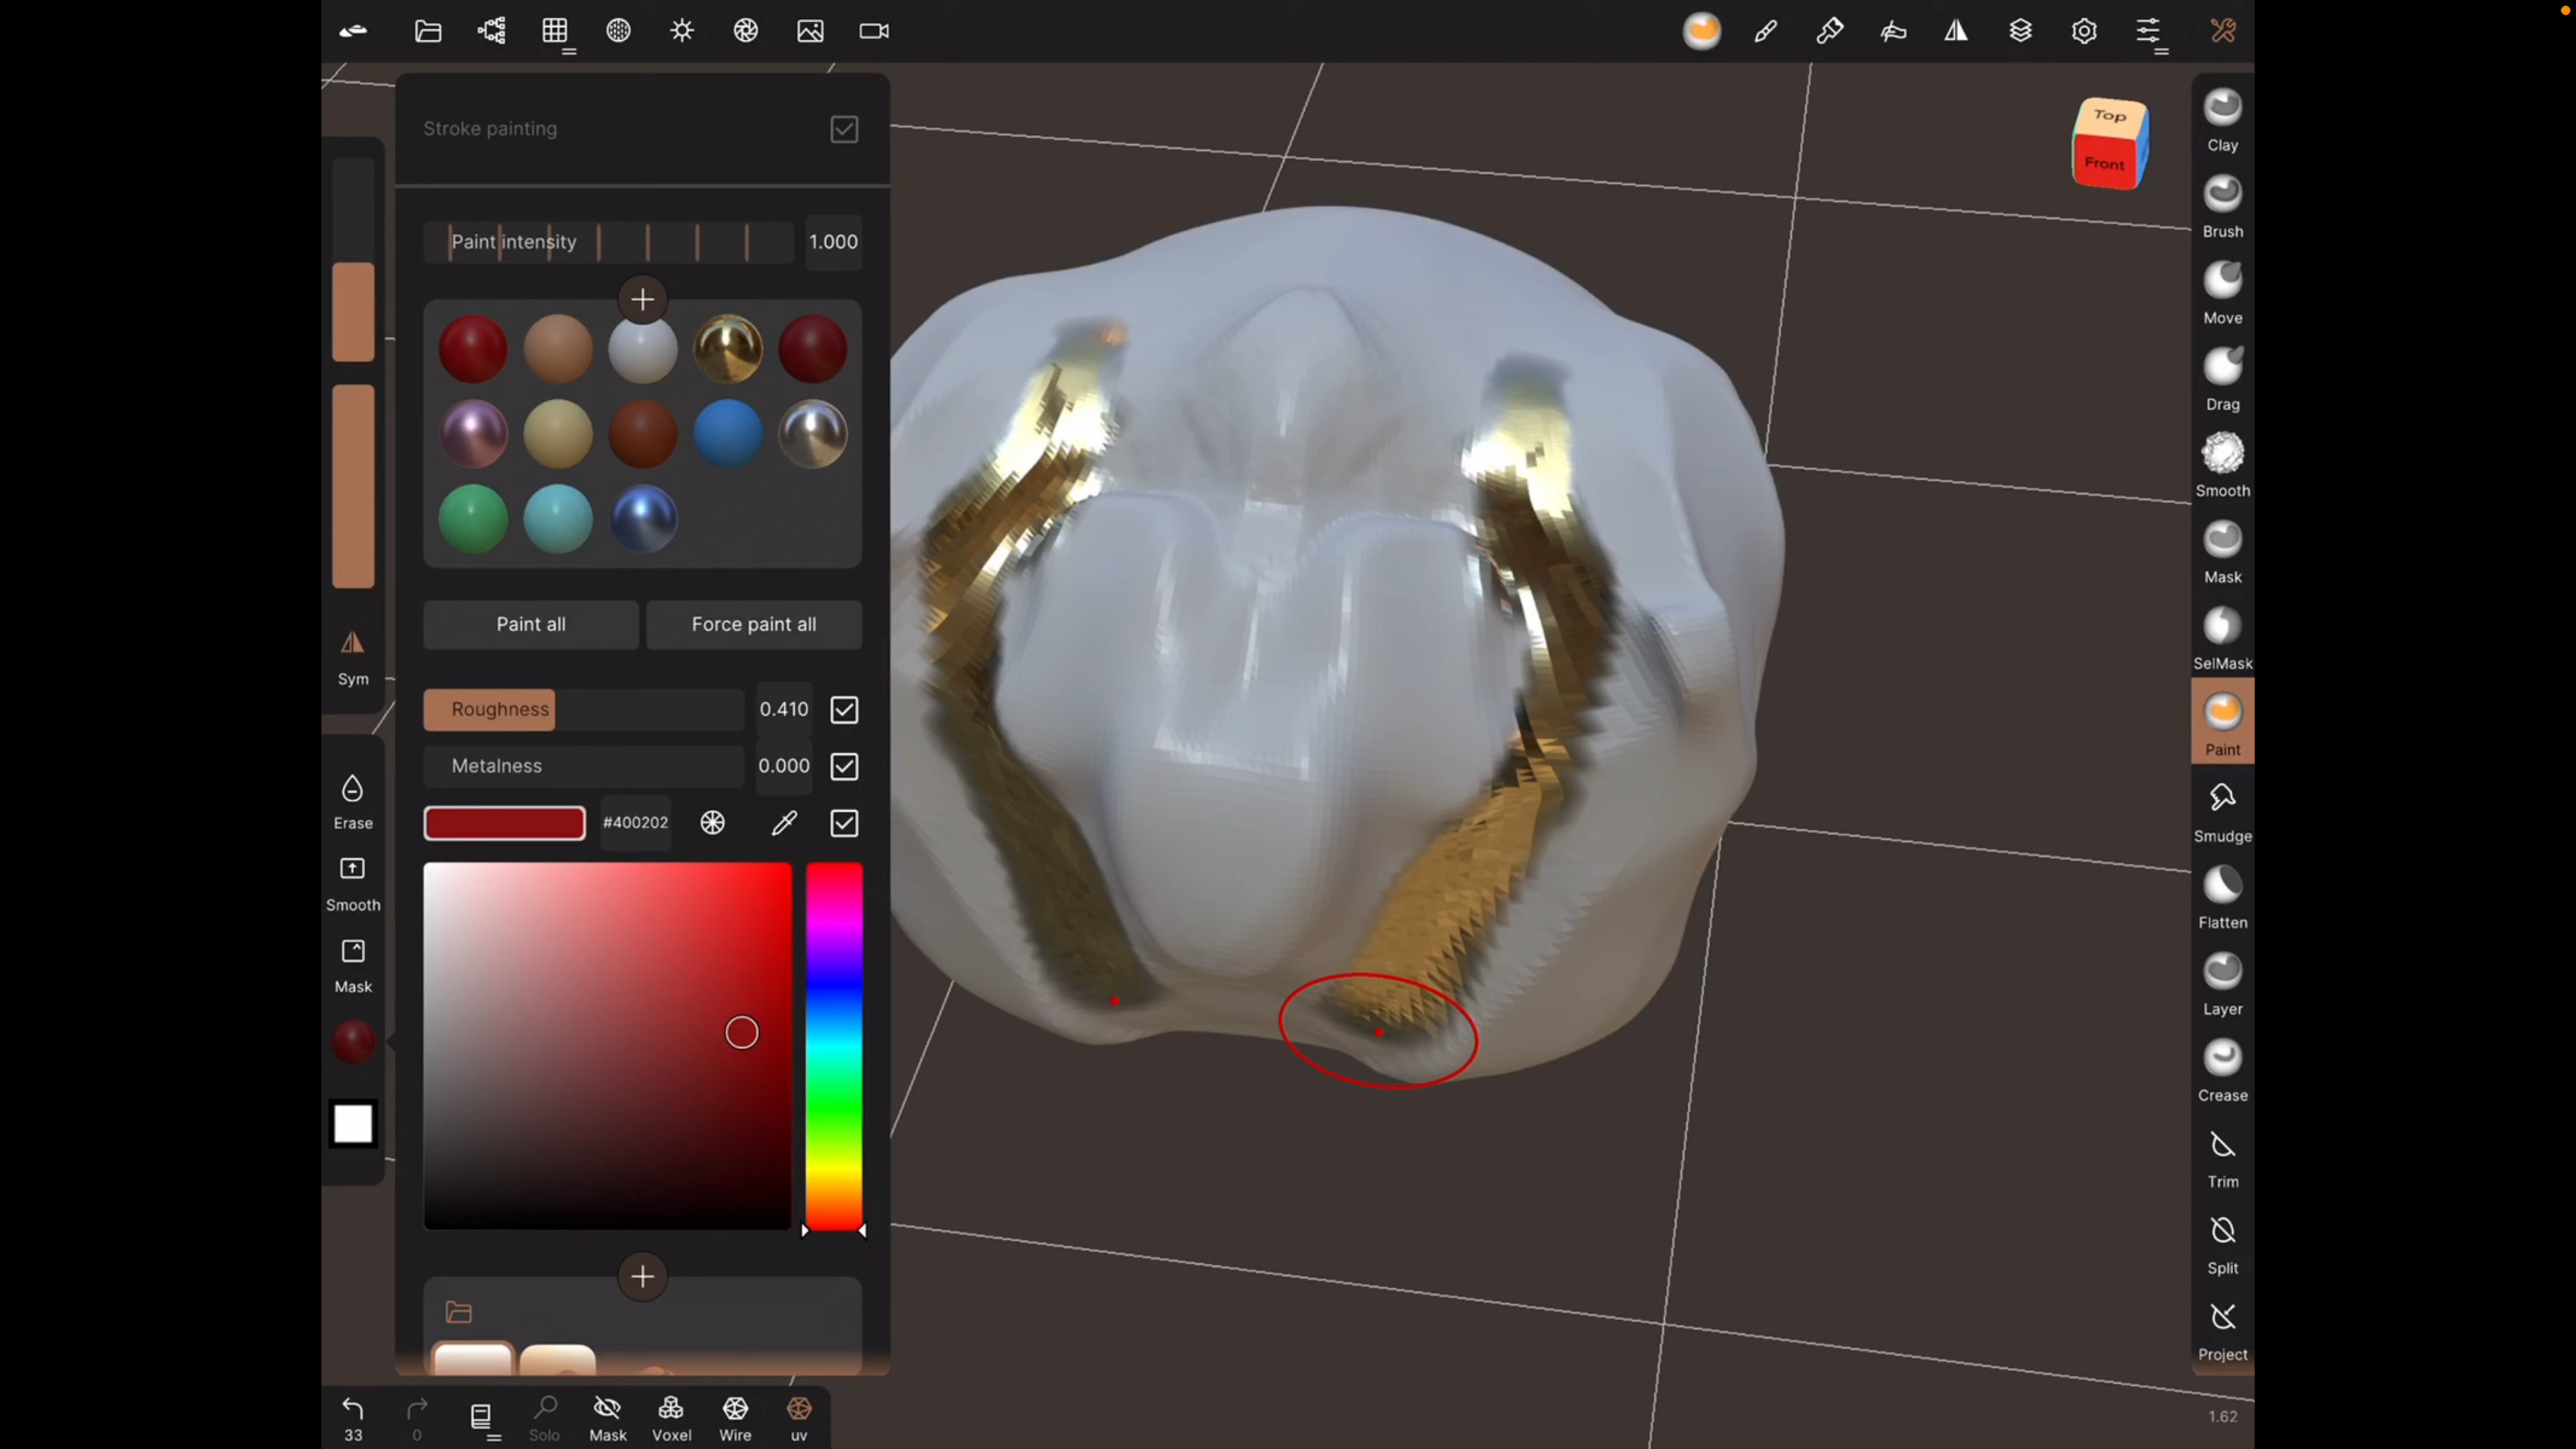 Stroke painting
Paint intensity 1.000
Paint all Force paint all
Roughness 0.410
Metalness 0.000
#400202
Sym
Erase
Smooth
Mask
33 0 Solo Mask Voxel Wire uv
Top
Front
Clay
Brush
Move
Drag
Smooth
Mask
SelMask
Paint
Smudge
Flatten
Layer
Crease
Trim
Split
Project
1.62